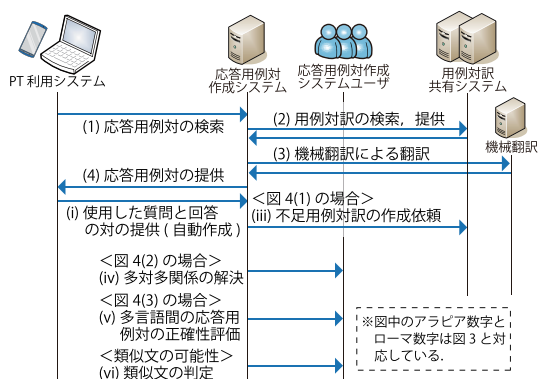 PT 利用システム
応答用例対
作成システム
応答用例対作成
システムユーザ
用例対訳
共有システム
機械翻訳
(1) 応答用例対の検索
(2) 用例対訳の検索，提供
(3) 機械翻訳による翻訳
(4) 応答用例対の提供
(i) 使用した質問と回答
の対の提供 ( 自動作成 )
＜図 4(1) の場合＞
(iii) 不足用例対訳の作成依頼
＜図 4(2) の場合＞
(iv) 多対多関係の解決
＜図 4(3) の場合＞
(v) 多言語間の応答用
例対の正確性評価
＜類似文の可能性＞
(vi) 類似文の判定
※図中のアラビア数字と
ローマ数字は図 3 と対
応している.